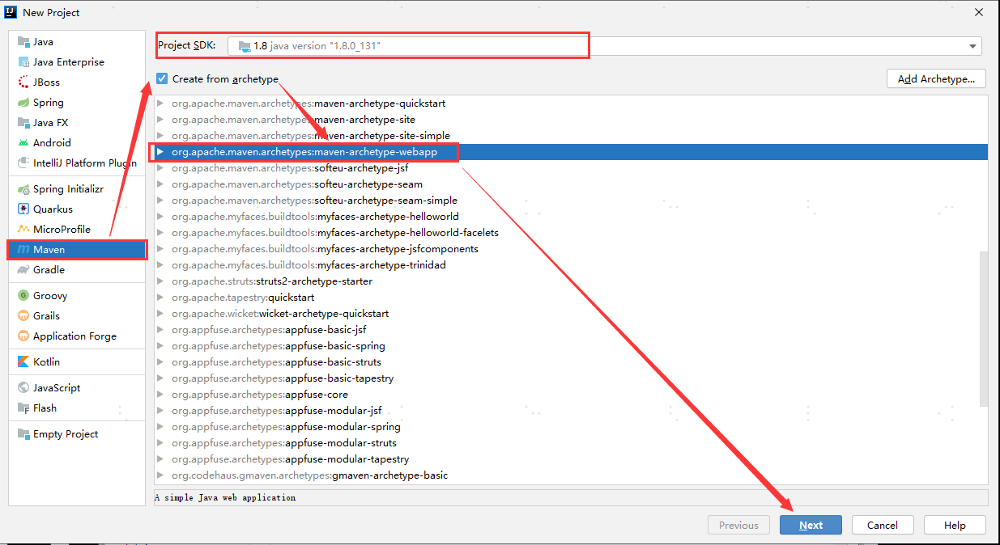 New Project
Java
Java Enterprise
JBoss
Spring
Java FX
Android
IntelliJ Platform Plugin
Spring Initializr
Quarkus
MicroProfile
Maven
Gradle
Groovy
Grails
Application Forge
Kotlin
JavaScript
Flash
Empty Project
Project SDK: 1.8 java version "1.8.0_131"
Create from archetype
Add Archetype...
org.apache.maven.archetypes:maven-archetype-quickstart
org.apache.maven.archetypes:maven-archetype-site
org.apache.maven.archetypes:maven-archetype-site-simple
org.apache.maven.archetypes:maven-archetype-webapp
org.apache.maven.archetypes:softeu-archetype-jsf
org.apache.maven.archetypes:softeu-archetype-seam
org.apache.maven.archetypes:softeu-archetype-seam-simple
org.apache.myfaces.buildtools:myfaces-archetype-helloworld
org.apache.myfaces.buildtools:myfaces-archetype-helloworld-facelets
org.apache.myfaces.buildtools:myfaces-archetype-jsfcomponents
org.apache.myfaces.buildtools:myfaces-archetype-trinidad
org.apache.struts:struts2-archetype-starter
org.apache.tapestry:quickstart
org.apache.wicket:wicket-archetype-quickstart
org.appfuse.archetypes:appfuse-basic-jsf
org.appfuse.archetypes:appfuse-basic-spring
org.appfuse.archetypes:appfuse-basic-struts
org.appfuse.archetypes:appfuse-basic-tapestry
org.appfuse.archetypes:appfuse-core
org.appfuse.archetypes:appfuse-modular-jsf
org.appfuse.archetypes:appfuse-modular-spring
org.appfuse.archetypes:appfuse-modular-struts
org.appfuse.archetypes:appfuse-modular-tapestry
org.codehaus.gmaven.archetypes:gmaven-archetype-basic
A simple Java web application
Previous
Next
Cancel
Help